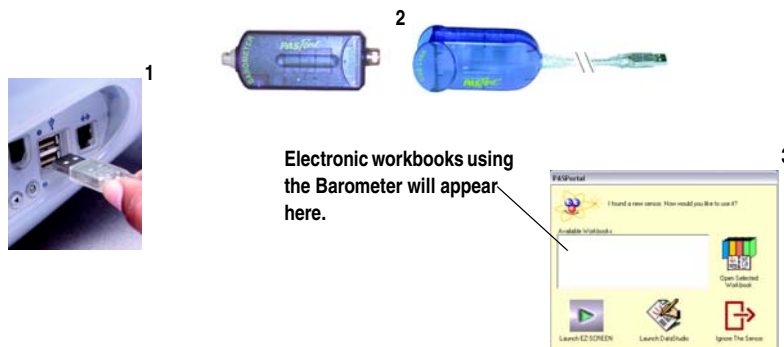 1
2
BAROMETER
PASPORT
PASPORT
Electronic workbooks using
the Barometer will appear
here.
3
PASPortal
I found a new sensor. How would you like to use it?
Available Workbooks
Open Selected
Workbook
Launch EZ SCREEN
Launch DataStudio
Ignore The Sensor